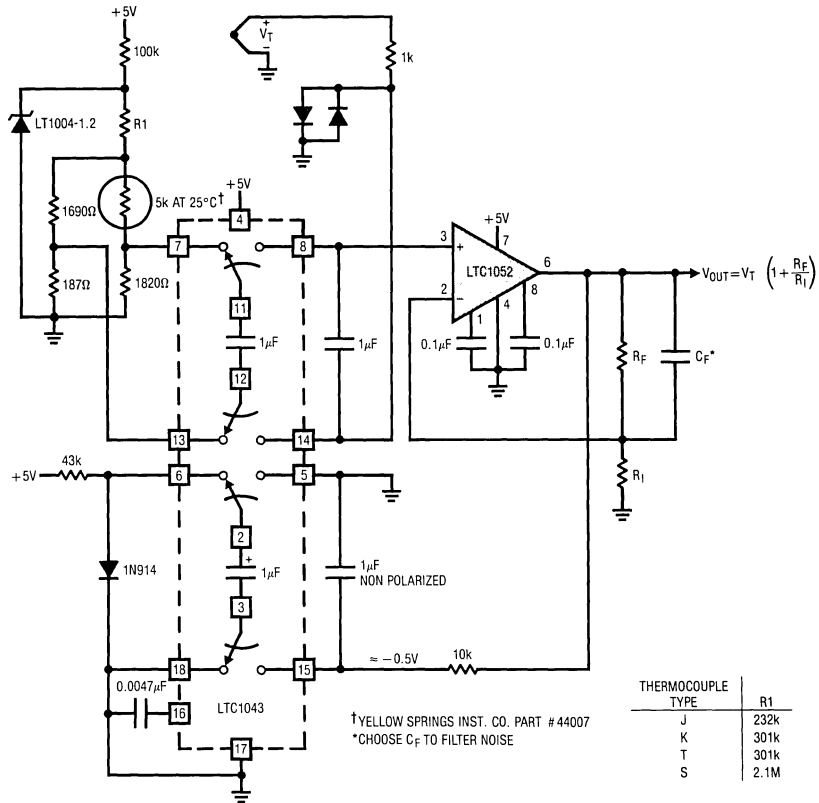 +5V
100k
+
V_T
−
1k
LT1004-1.2
R1
5k AT 25°C†
1690Ω
187Ω
1820Ω
+5V
4
7
8
11
1μF
12
13
14
1μF
+5V
3
+
7
LTC1052
6
2
−
1
4
8
0.1μF
0.1μF
V_OUT=V_T (1+R_F/R_I)
R_F
C_F*
R_I
+5V
43k
6
5
2
+
1μF
3
1μF
NON POLARIZED
1N914
18
15
≈ −0.5V
10k
0.0047μF
16
LTC1043
17
†YELLOW SPRINGS INST. CO. PART #44007
*CHOOSE C_F TO FILTER NOISE
THERMOCOUPLE
TYPE R1
J 232k
K 301k
T 301k
S 2.1M